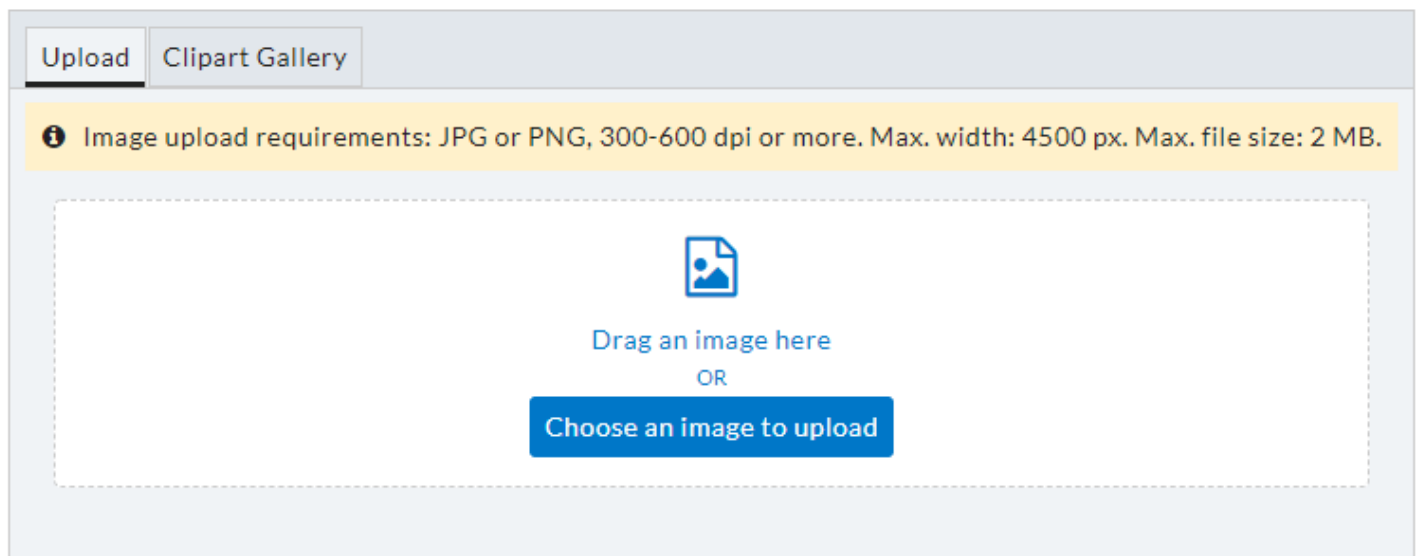 Upload
Clipart Gallery
Image upload requirements: JPG or PNG, 300-600 dpi or more. Max. width: 4500 px. Max. file size: 2 MB.
Drag an image here
OR
Choose an image to upload